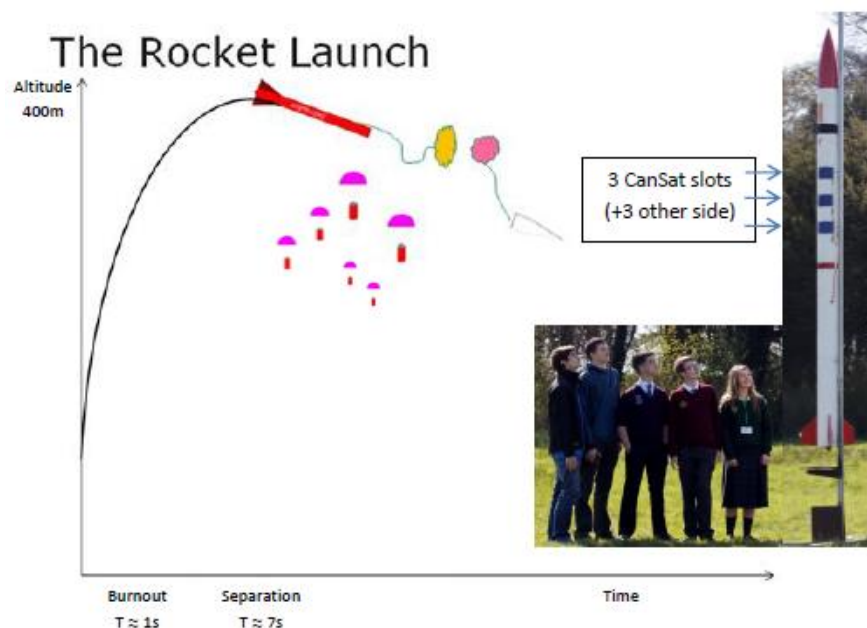 The Rocket Launch
Altitude
400m
3 CanSat slots
(+3 other side)
Burnout
T ≈ 1s
Separation
T ≈ 7s
Time